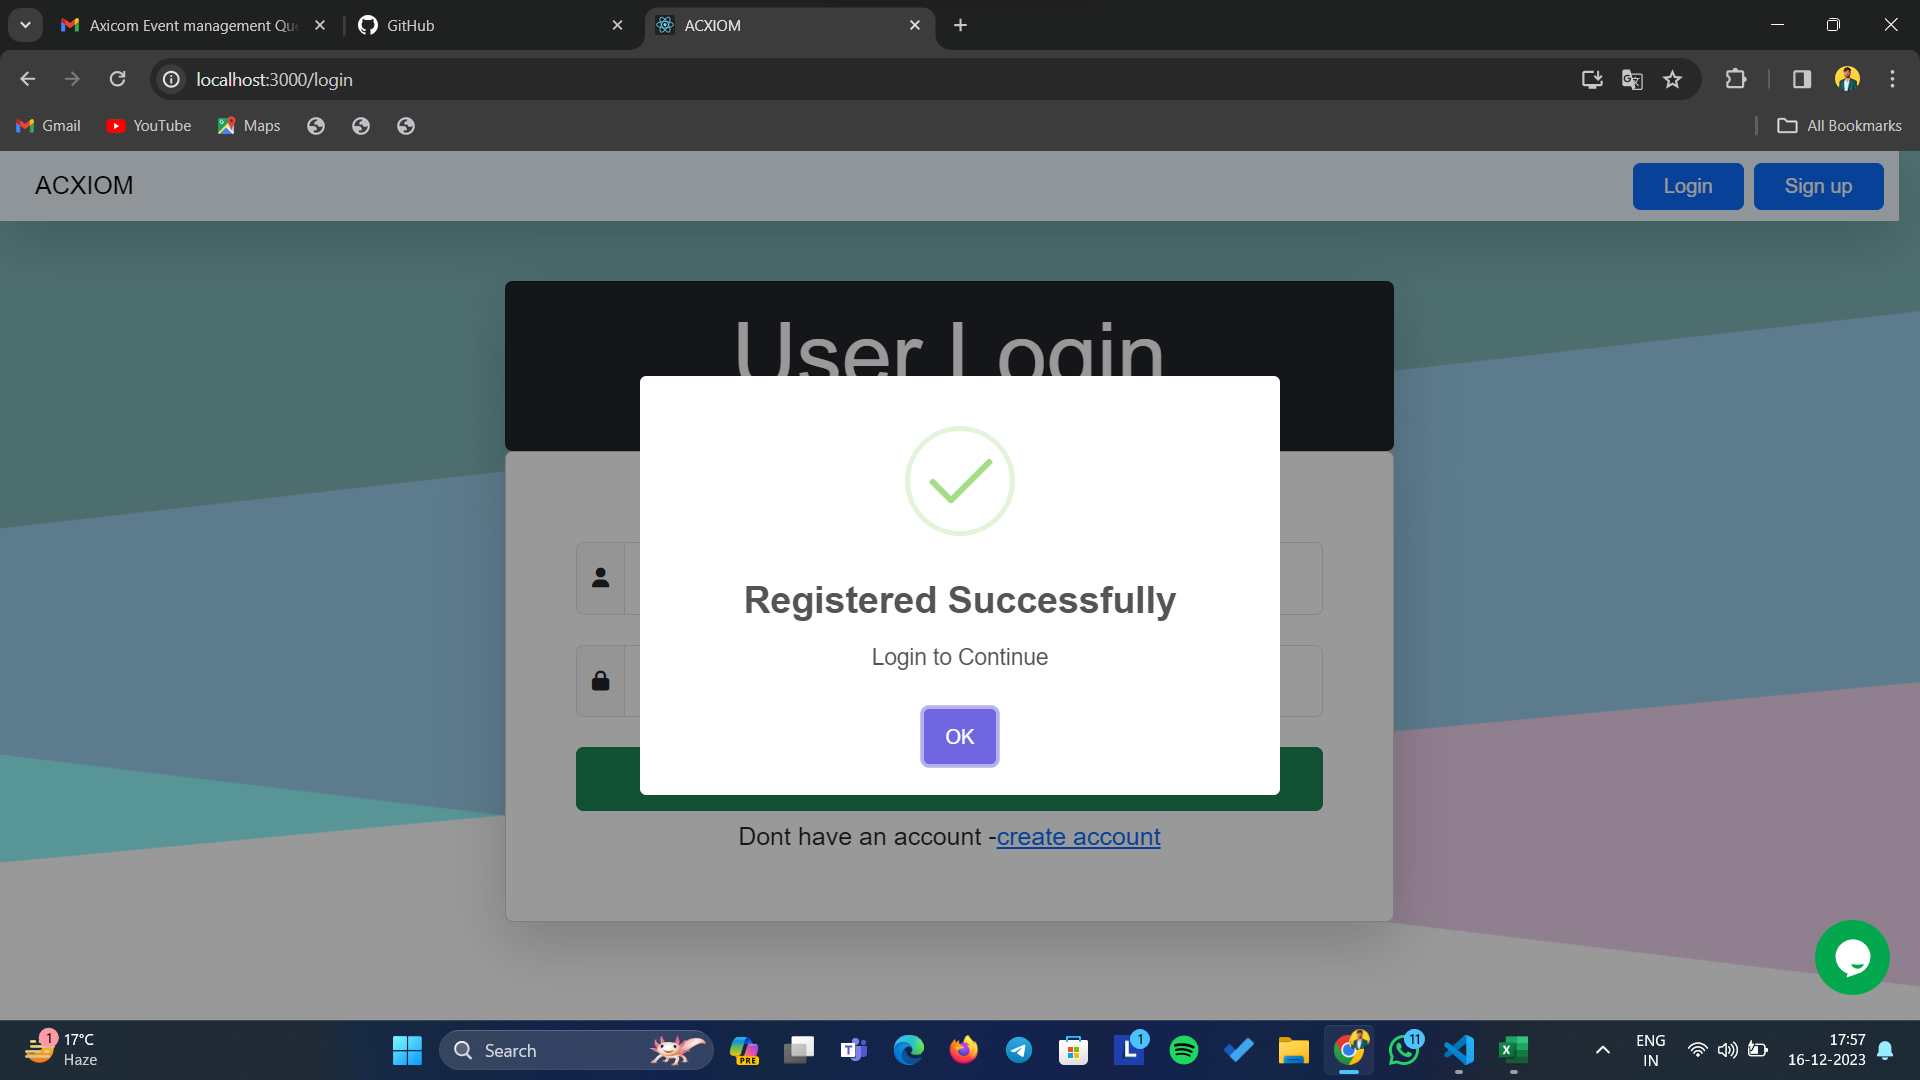 Axicom Event management Que
GitHub
ACXIOM
localhost:3000/login
Gmail
YouTube
Maps
All Bookmarks
ACXIOM
Login
Sign up
User Login
Registered Successfully
Login to Continue
OK
Dont have an account -create account
1
17°C
Haze
Search
PRE
T
L
1
11
X
ENG
IN
17:57
16-12-2023